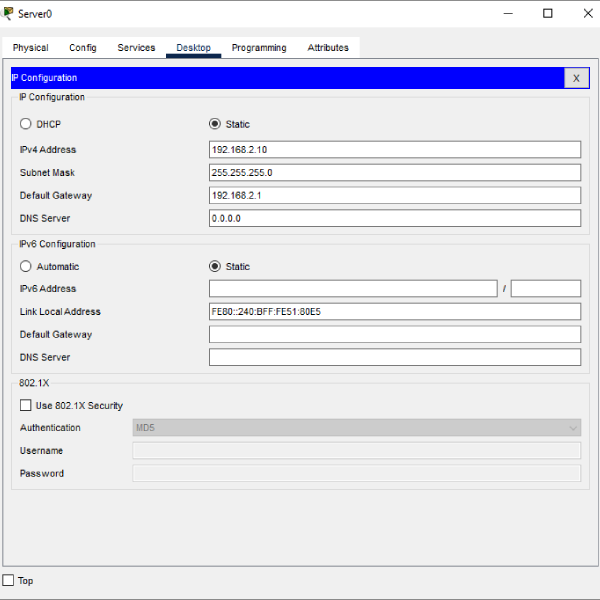 Server0
Physical Config Services Desktop Programming Attributes
IP Configuration X
IP Configuration
DHCP Static
IPv4 Address 192.168.2.10
Subnet Mask 255.255.255.0
Default Gateway 192.168.2.1
DNS Server 0.0.0.0
IPv6 Configuration
Automatic Static
IPv6 Address /
Link Local Address FE80::240:BFF:FE51:80E5
Default Gateway
DNS Server
802.1X
Use 802.1X Security
Authentication MD5
Username
Password
Top